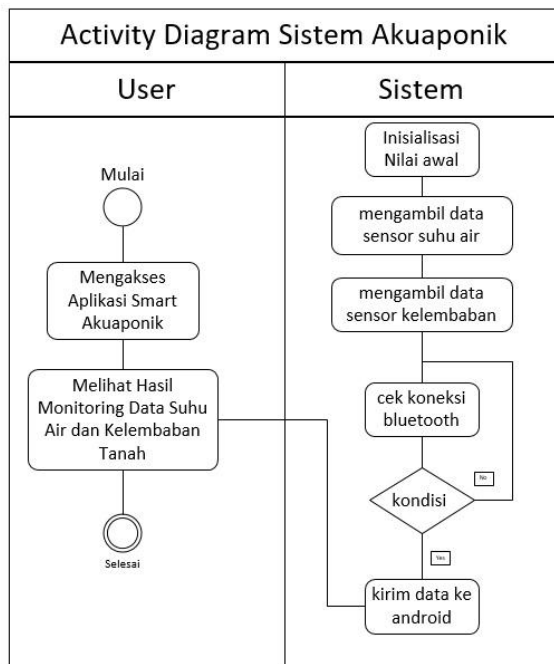 Activity Diagram Sistem Akuaponik
User
Sistem
Mulai
Mengakses
Aplikasi Smart
Akuaponik
Melihat Hasil
Monitoring Data Suhu
Air dan Kelembaban
Tanah
Selesai
Inisialisasi
Nilai awal
mengambil data
sensor suhu air
mengambil data
sensor kelembaban
cek koneksi
bluetooth
kondisi
No
Yes
kirim data ke
android